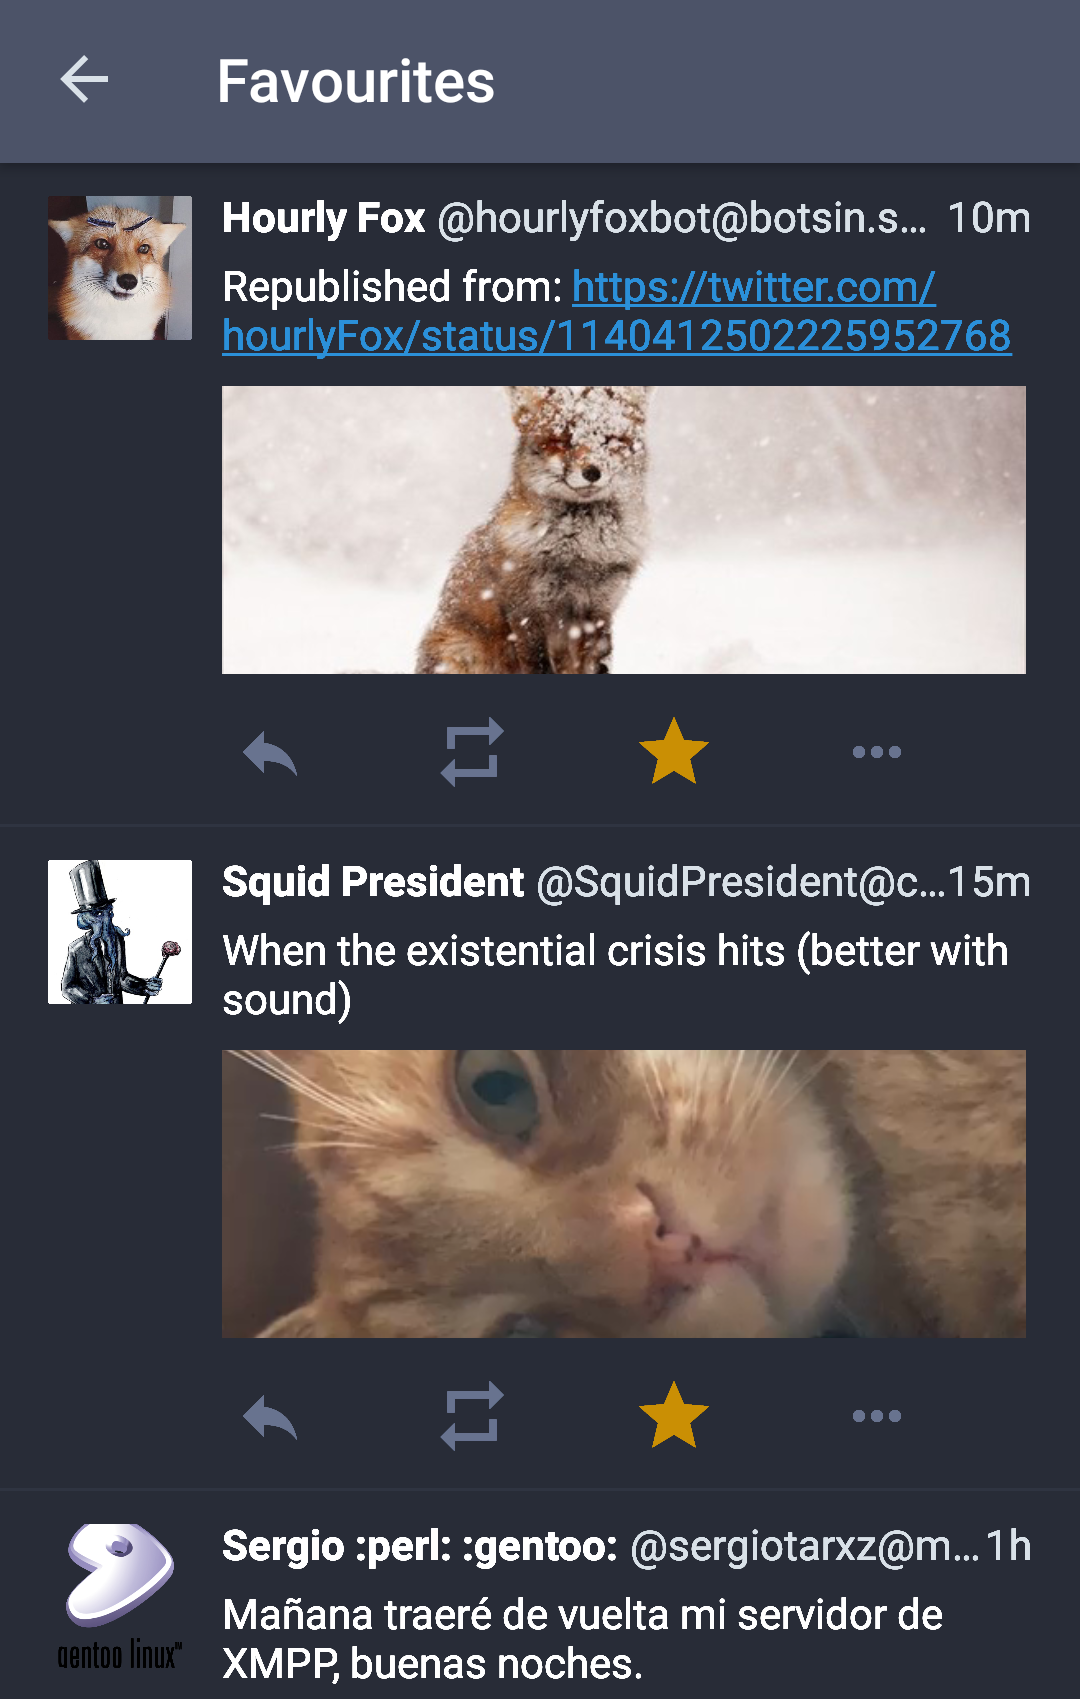 Favourites
Hourly Fox @hourlyfoxbot@botsin.s... 10m
Republished from: https://twitter.com/
hourlyFox/status/1140412502225952768
Squid President @SquidPresident@c...15m
When the existential crisis hits (better with
sound)
Sergio :perl: :gentoo: @sergiotarxz@m... 1h
gentoo linux™
Mañana traeré de vuelta mi servidor de
XMPP, buenas noches.